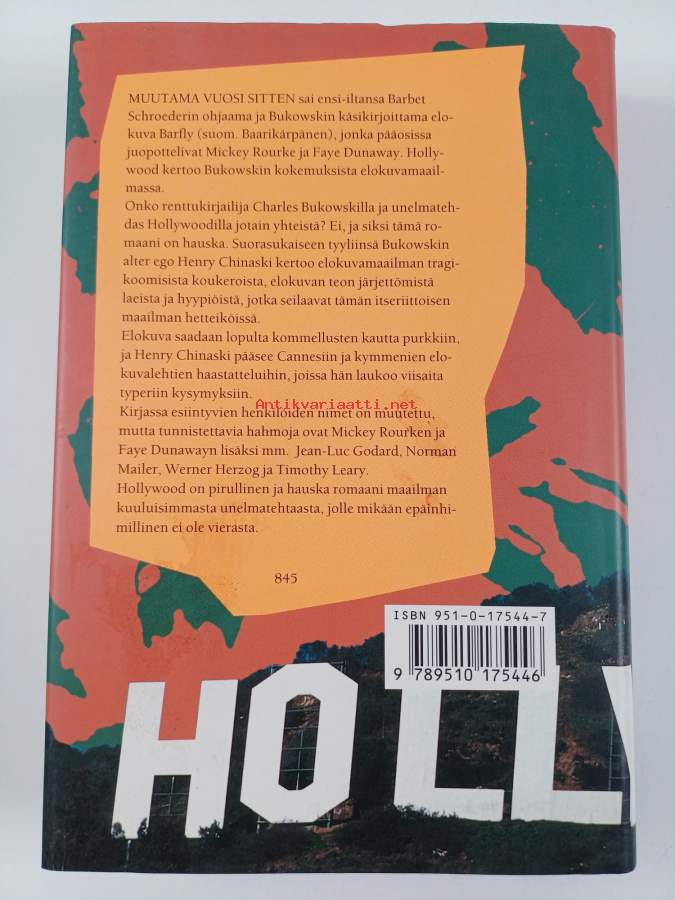 MUUTAMA VUOSI SITTEN sai ensi-iltansa Barbet
Schroederin ohjaama ja Bukowskin käsikirjoittama elo-
kuva Barfly (suom. Baarikärpänen), jonka pääosissa
juopottelivat Mickey Rourke ja Faye Dunaway. Holly-
wood kertoo Bukowskin kokemuksista elokuvamaail-
massa.
Onko renttukirjailija Charles Bukowskilla ja unelmateh-
das Hollywoodilla jotain yhteistä? Ei, ja siksi tämä ro-
maani on hauska. Suorasukaiseen tyyliinsä Bukowskin
alter ego Henry Chinaski kertoo elokuvamaailman tragi-
koomisista koukeroista, elokuvan teon järjettömistä
laeista ja hyypiöistä, jotka seilaavat tämän itseriittoisen
maailman hetteiköissä.
Elokuva saadaan lopulta kommellusten kautta purkkiin,
ja Henry Chinaski pääsee Cannesiin ja kymmenien elo-
kuvalehtien haastatteluihin, joissa hän laukoo viisaita
typeriin kysymyksiin.
Antikvariaatti.net
Kirjassa esiintyvien henkilöiden nimet on muutettu,
mutta tunnistettavia hahmoja ovat Mickey Rourken ja
Faye Dunawayn lisäksi mm. Jean-Luc Godard, Norman
Mailer, Werner Herzog ja Timothy Leary.
Hollywood on pirullinen ja hauska romaani maailman
kuuluisimmasta unelmatehtaasta, jolle mikään epäinhi-
millinen ei ole vierasta.
845
ISBN 951-0-17544-7
9 789510 175446
HOLLY